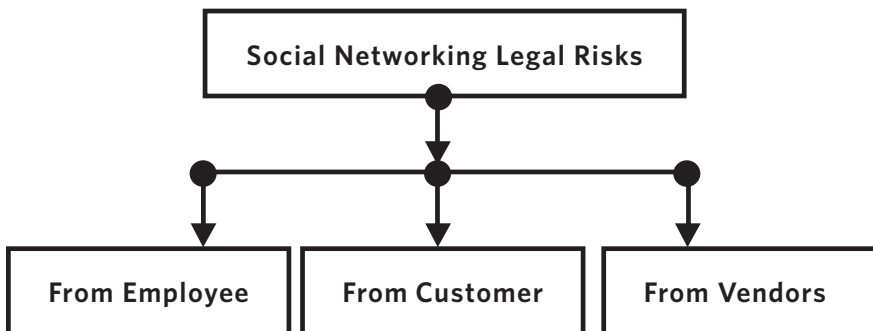 Social Networking Legal Risks
From Employee
From Customer
From Vendors